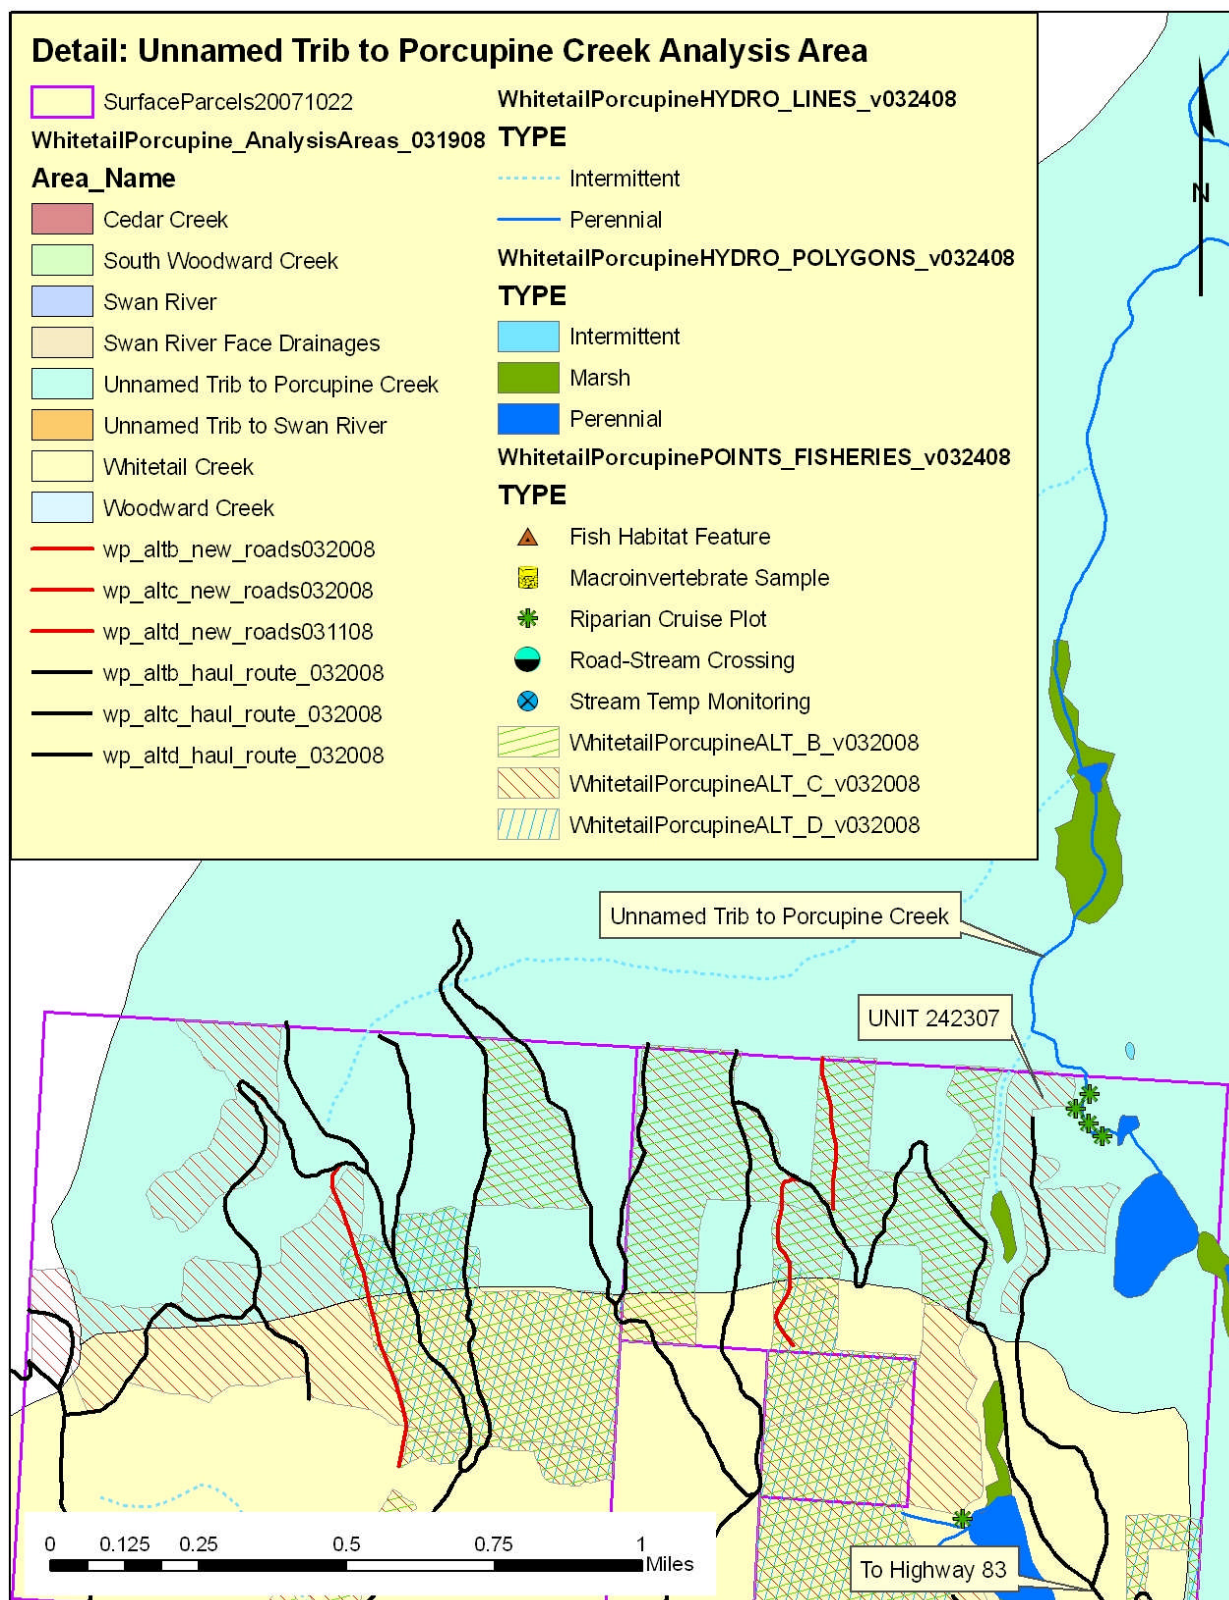 Detail: Unnamed Trib to Porcupine Creek Analysis Area
SurfaceParcels20071022
WhitetailPorcupine_AnalysisAreas_031908
Area_Name
Cedar Creek
South Woodward Creek
Swan River
Swan River Face Drainages
Unnamed Trib to Porcupine Creek
Unnamed Trib to Swan River
Whitetail Creek
Woodward Creek
wp_altb_new_roads032008
wp_altc_new_roads032008
wp_altd_new_roads031108
wp_altb_haul_route_032008
wp_altc_haul_route_032008
wp_altd_haul_route_032008
WhitetailPorcupineHYDRO_LINES_v032408
TYPE
Intermittent
Perennial
WhitetailPorcupineHYDRO_POLYGONS_v032408
TYPE
Intermittent
Marsh
Perennial
WhitetailPorcupinePOINTS_FISHERIES_v032408
TYPE
Fish Habitat Feature
Macroinvertebrate Sample
Riparian Cruise Plot
Road-Stream Crossing
Stream Temp Monitoring
WhitetailPorcupineALT_B_v032008
WhitetailPorcupineALT_C_v032008
WhitetailPorcupineALT_D_v032008
N
Unnamed Trib to Porcupine Creek
UNIT 242307
To Highway 83
0 0.125 0.25 0.5 0.75 1
Miles